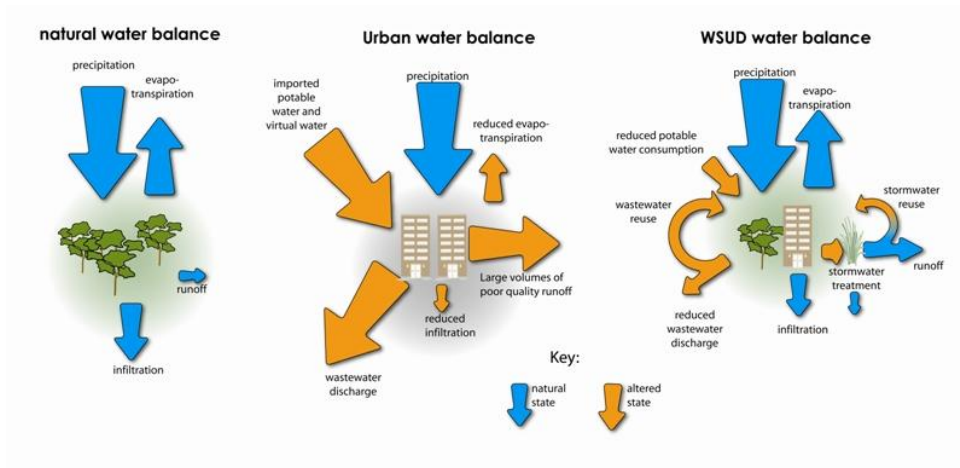 natural water balance
precipitation
evapo-
transpiration
runoff
infiltration
Urban water balance
precipitation
imported
potable
water and
virtual water
reduced evapo-
transpiration
Large volumes of
poor quality runoff
reduced
infiltration
wastewater
discharge
WSUD water balance
precipitation
evapo-
transpiration
reduced potable
water consumption
wastewater
reuse
stormwater
reuse
runoff
stormwater
treatment
infiltration
reduced
wastewater
discharge
Key:
natural
state
altered
state